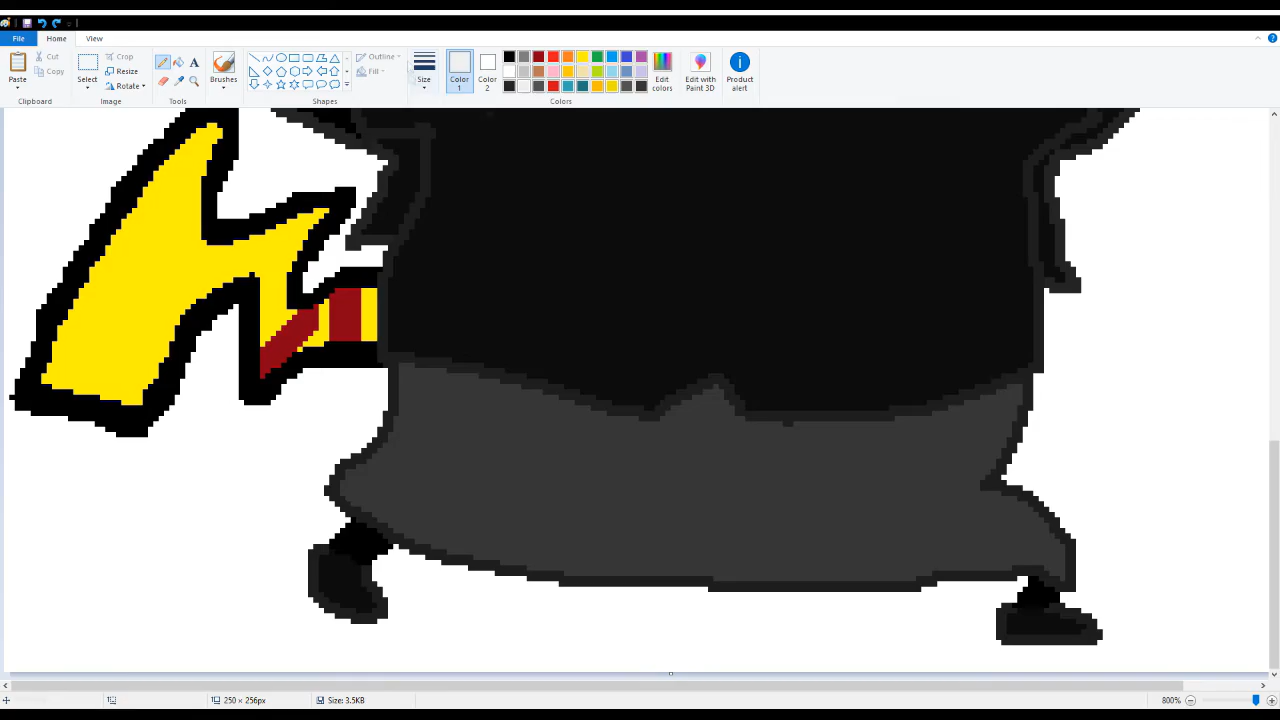 File Home View
Paste
Cut
Copy
Clipboard
Select
Crop
Resize
Rotate
Image
A
Tools
Brushes
Shapes
Outline
Fill
Size
Color 1
Color 2
Edit colors
Colors
Edit with Paint 3D
Product alert
250 × 256px
Size: 3.5KB
800%